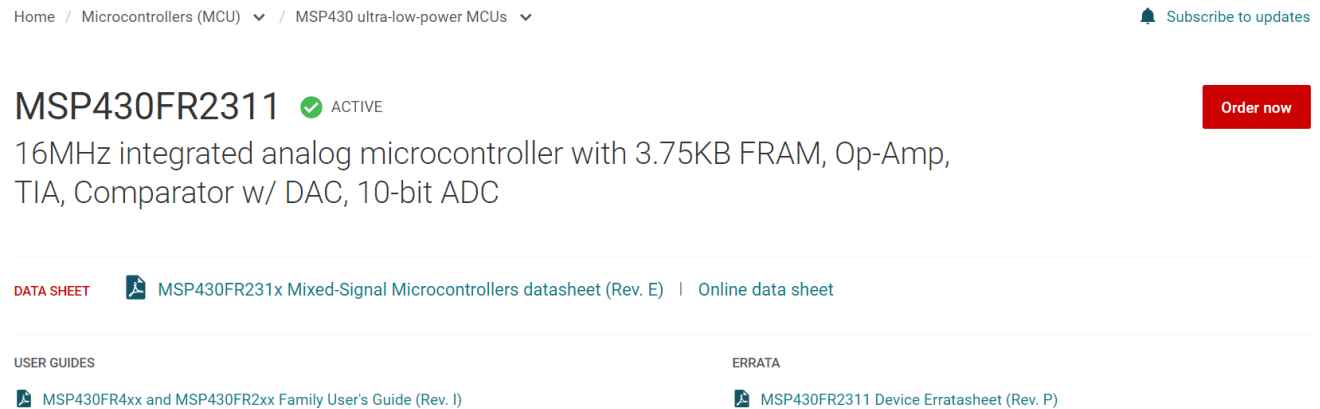 Home / Microcontrollers (MCU) / MSP430 ultra-low-power MCUs
Subscribe to updates
MSP430FR2311 ACTIVE
Order now
16MHz integrated analog microcontroller with 3.75KB FRAM, Op-Amp,
TIA, Comparator w/ DAC, 10-bit ADC
DATA SHEET MSP430FR231x Mixed-Signal Microcontrollers datasheet (Rev. E) | Online data sheet
USER GUIDES
MSP430FR4xx and MSP430FR2xx Family User's Guide (Rev. I)
ERRATA
MSP430FR2311 Device Erratasheet (Rev. P)